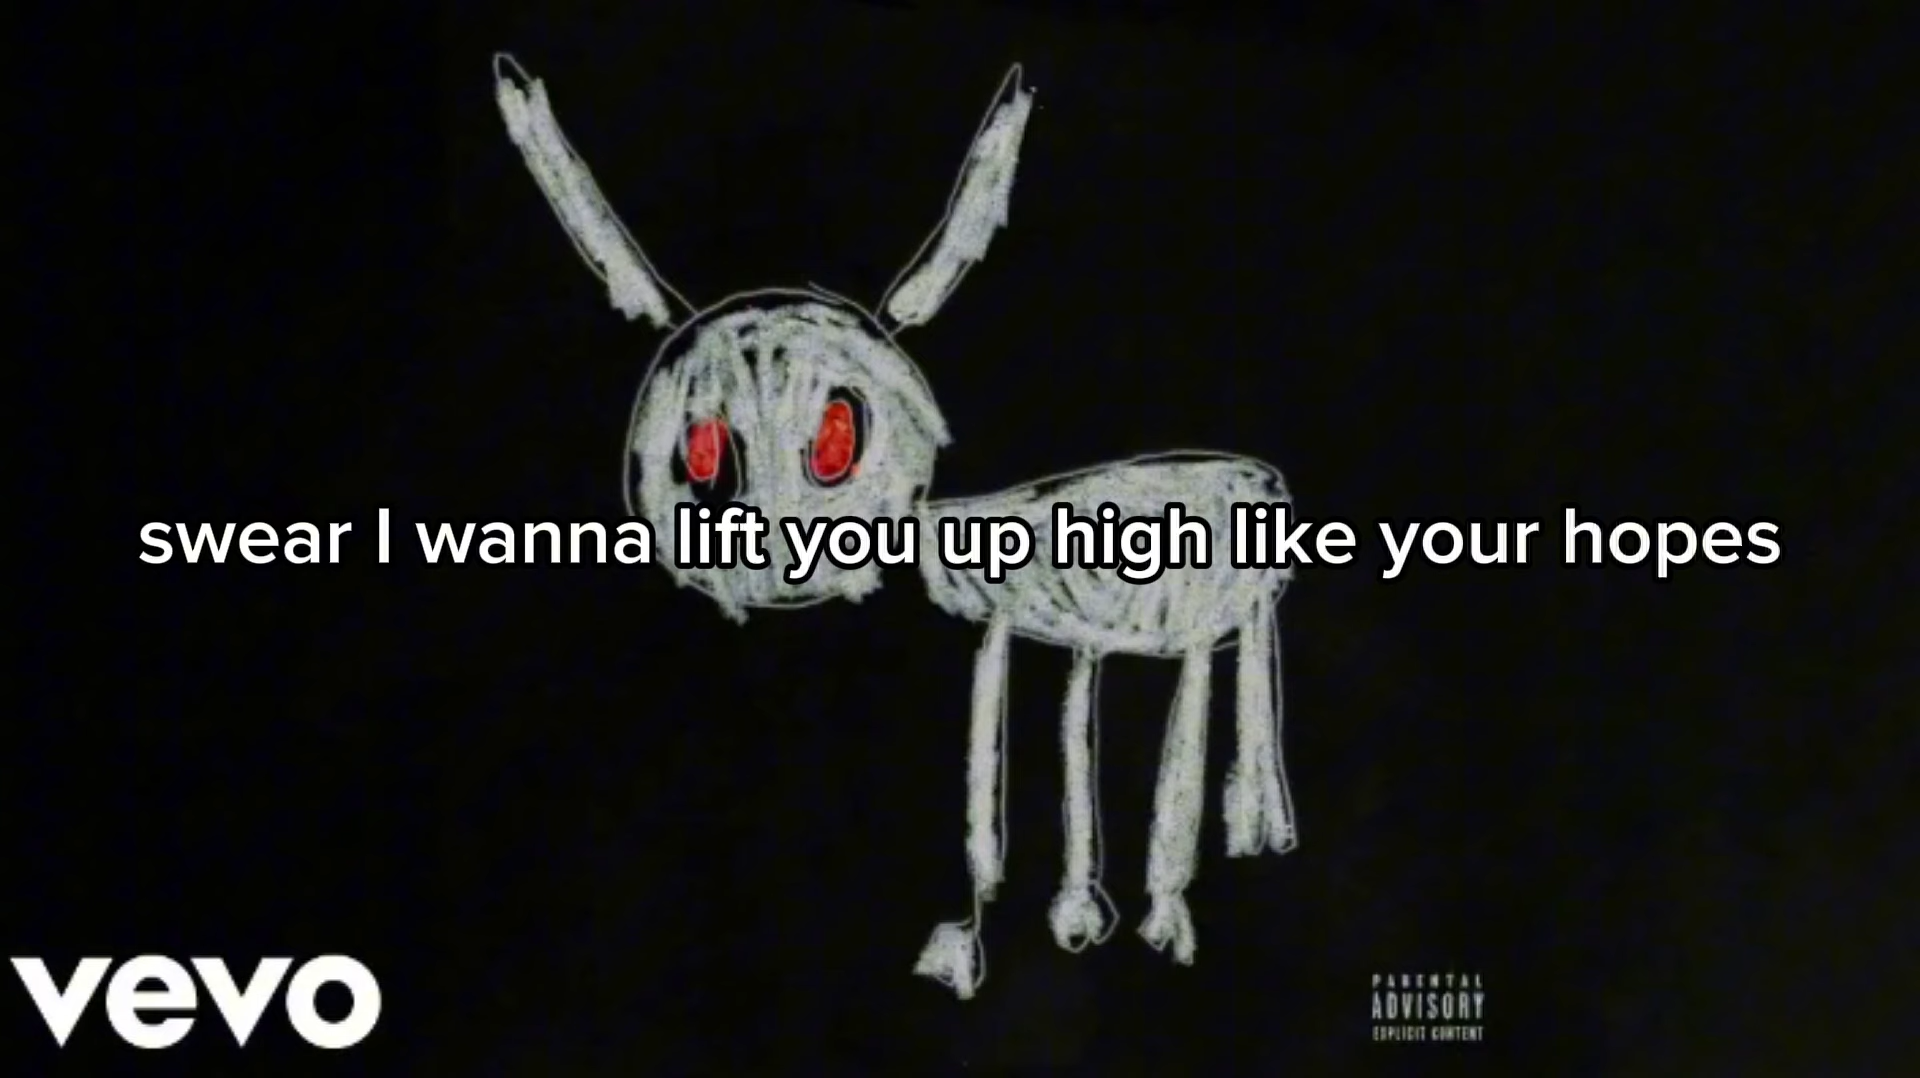 swear I wanna lift you up high like your hopes
vevo
PARENTAL
ADVISORY
EXPLICIT CONTENT